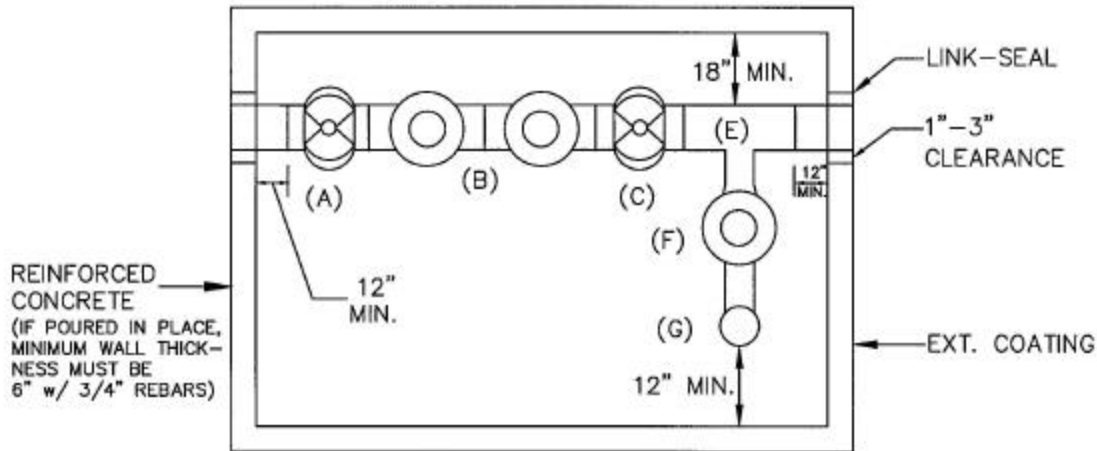 18" MIN.
LINK-SEAL
1"-3"
CLEARANCE
(E)
12"
MIN.
(A)
(B)
(C)
(F)
REINFORCED
CONCRETE
(IF POURED IN PLACE,
MINIMUM WALL THICK-
NESS MUST BE
6" w/ 3/4" REBARS)
12"
MIN.
(G)
EXT. COATING
12" MIN.